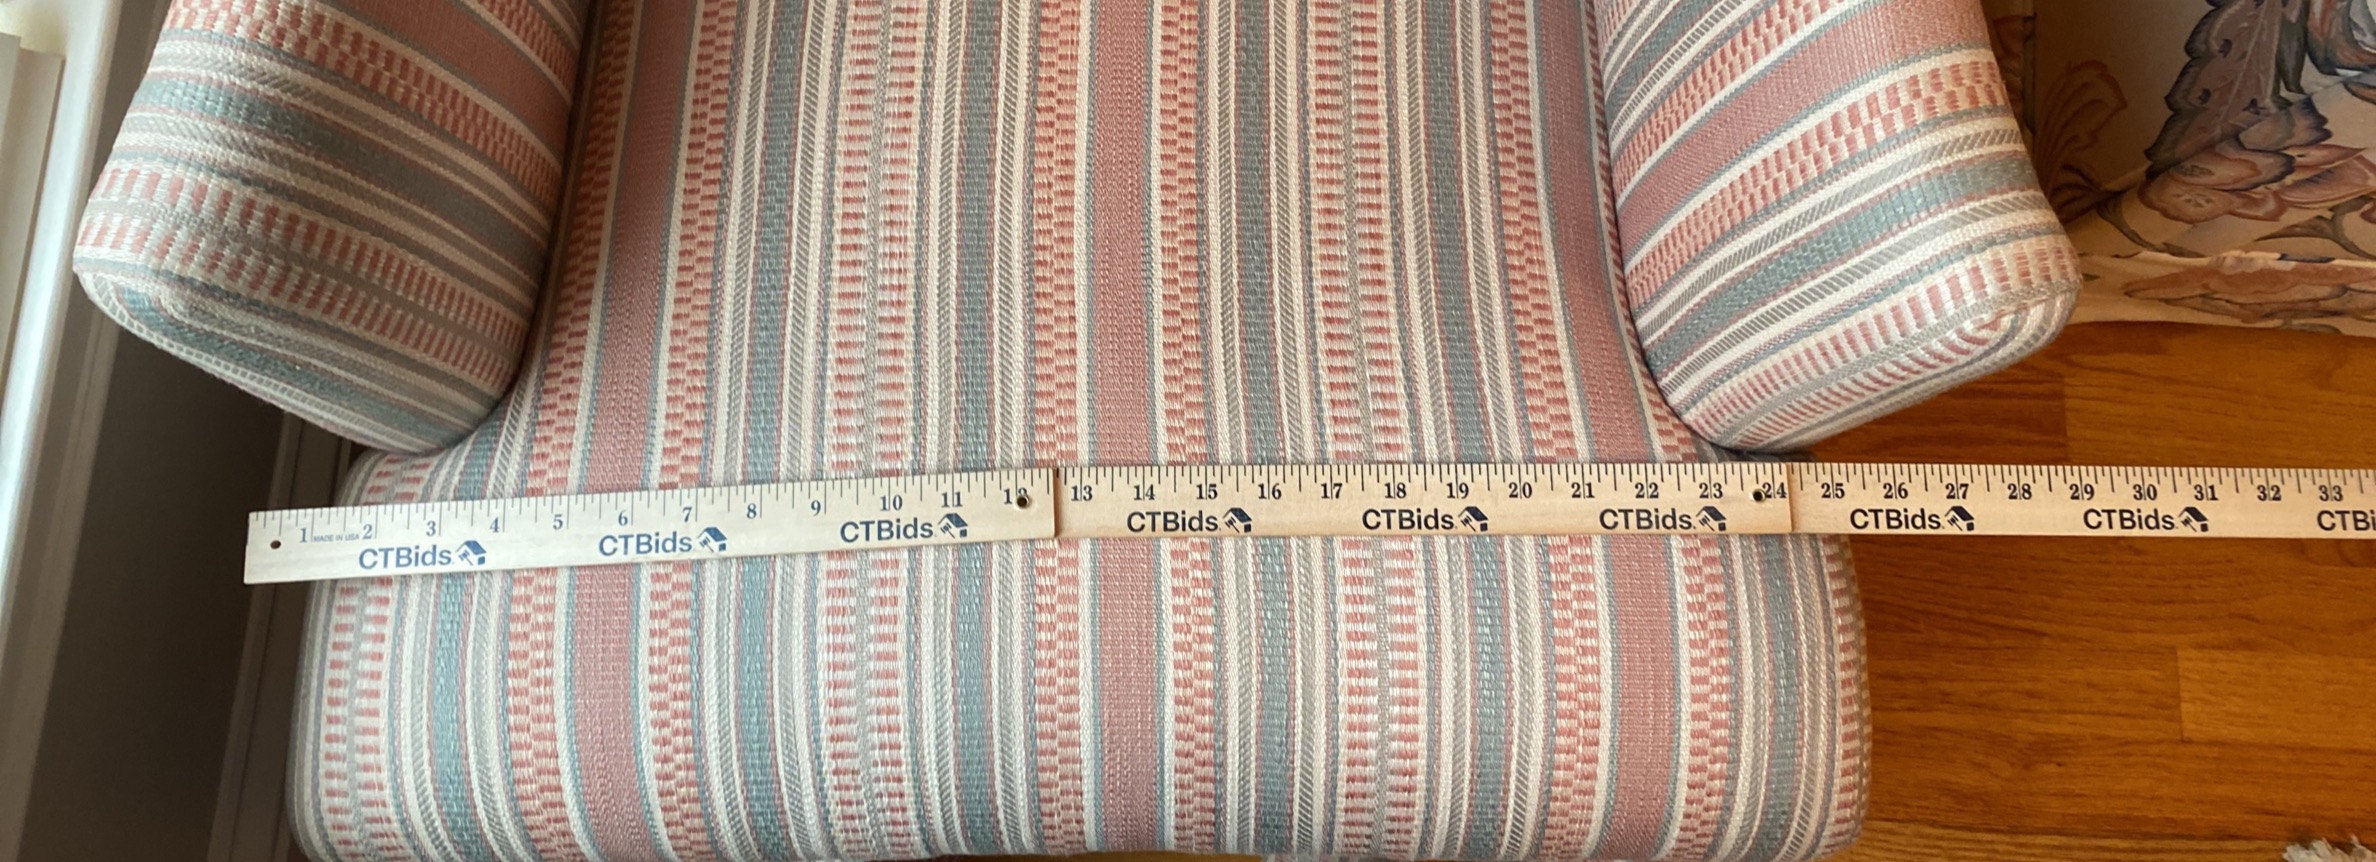 1 MADE IN USA 2 3 4 5 6 7 8 9 10 11 12 13 14 15 16 17 18 19 20 21 22 23 24 25 26 27 28 29 30 31 32 33
CTBids CTBids CTBids CTBids CTBids CTBids CTBids CTBids CTBi